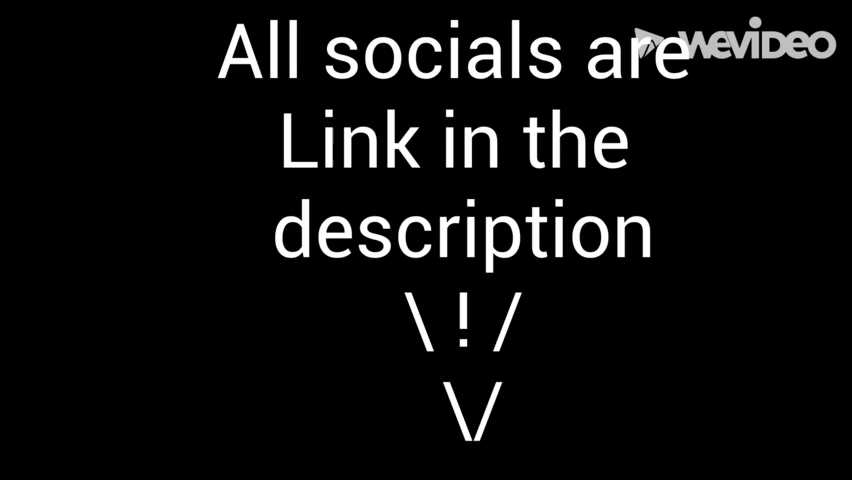 All socials are
WEVIDEO
Link in the
description
\ ! /
\/